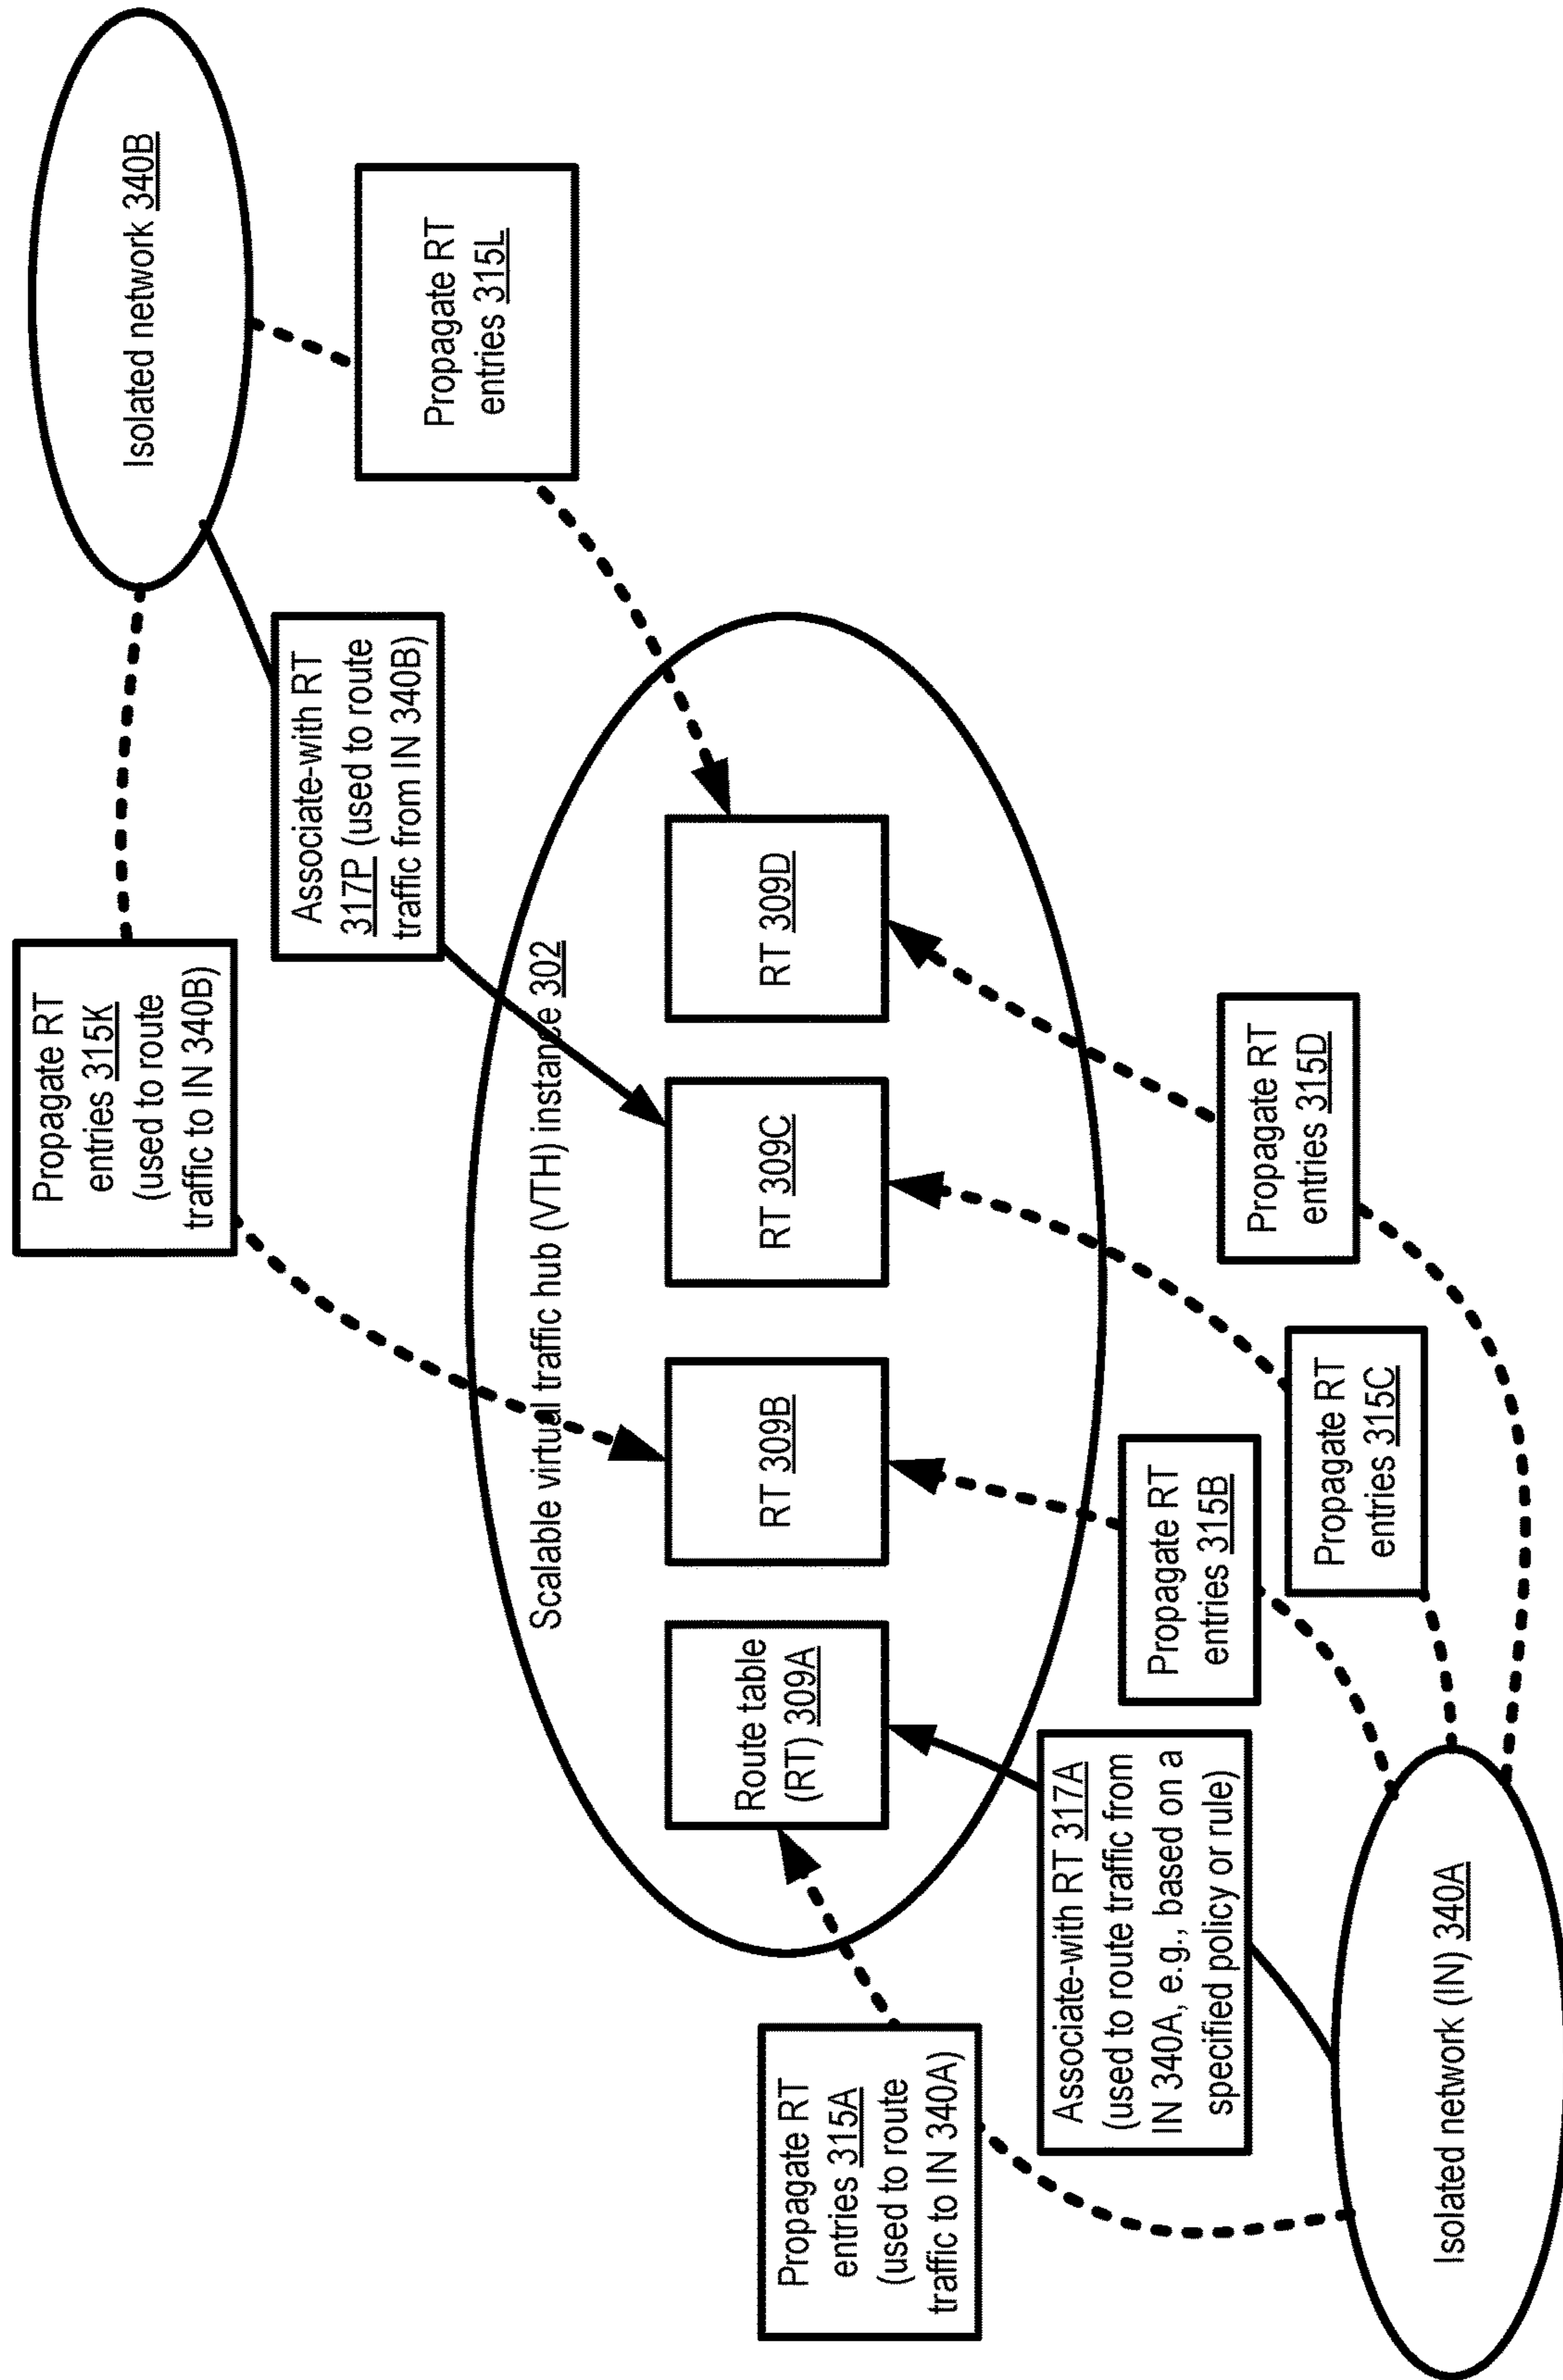 Propagate RT
entries 315K
(used to route
traffic to IN 340B)
Isolated network 340B
Associate-with RT
317P (used to route
traffic from IN 340B)
Propagate RT
entries 315L
Scalable virtual traffic hub (VTH) instance 302
Route table
(RT) 309A
RT 309B
RT 309C
RT 309D
Propagate RT
entries 315A
(used to route
traffic to IN 340A)
Associate-with RT 317A
(used to route traffic from
IN 340A, e.g., based on a
specified policy or rule)
Propagate RT
entries 315B
Propagate RT
entries 315C
Propagate RT
entries 315D
Isolated network (IN) 340A